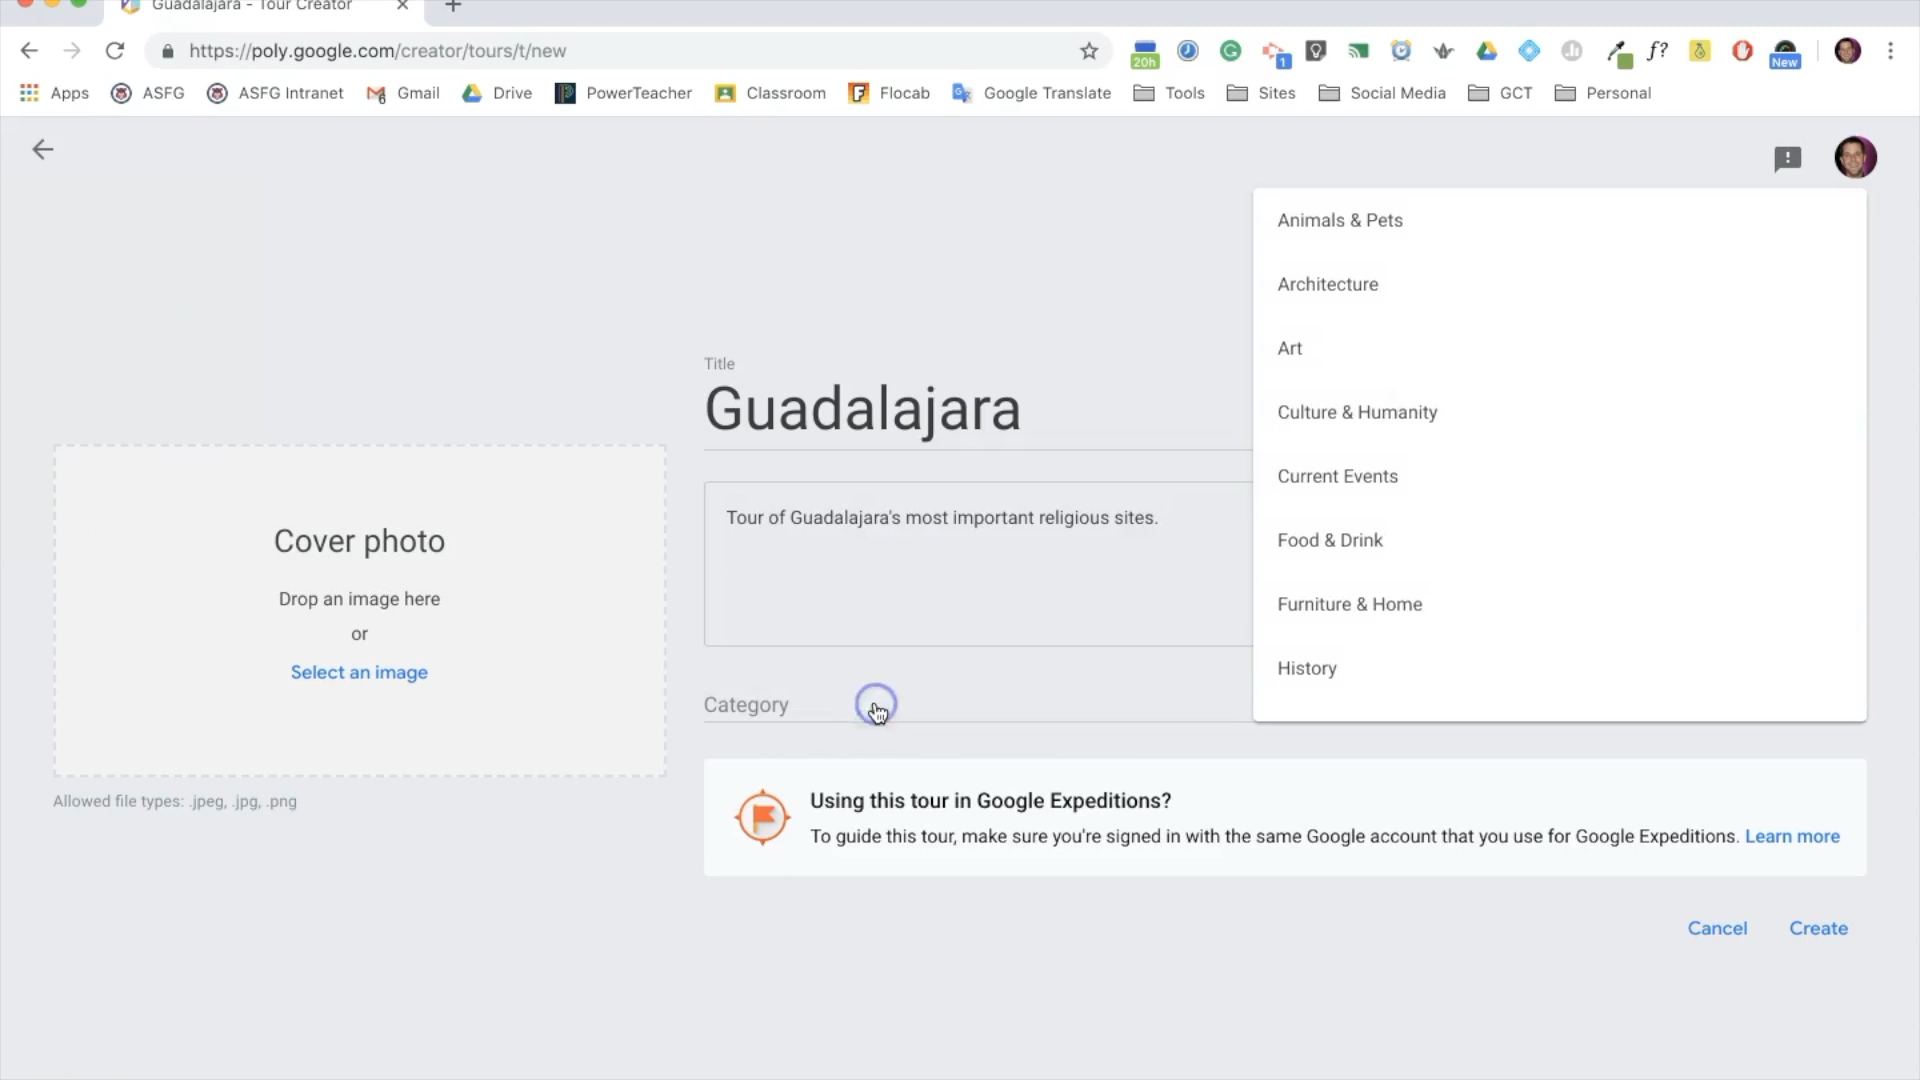 Guadalajara - Tour Creator
https://poly.google.com/creator/tours/t/new
20h
1
f?
New
Apps ASFG ASFG Intranet Gmail Drive PowerTeacher Classroom Flocab Google Translate Tools Sites Social Media GCT Personal
Animals & Pets
Architecture
Art
Culture & Humanity
Current Events
Food & Drink
Furniture & Home
History
Title
Guadalajara
Tour of Guadalajara's most important religious sites.
Cover photo
Drop an image here
or
Select an image
Allowed file types: .jpeg, .jpg, .png
Category
Using this tour in Google Expeditions?
To guide this tour, make sure you're signed in with the same Google account that you use for Google Expeditions. Learn more
Cancel Create